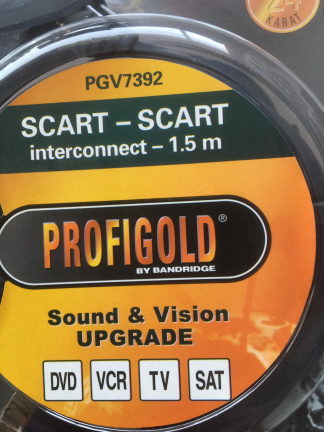 24
KARAT
PGV7392
SCART – SCART
interconnect – 1.5 m
PROFIGOLD®
BY BANDRIDGE
Sound & Vision
UPGRADE
DVD VCR TV SAT